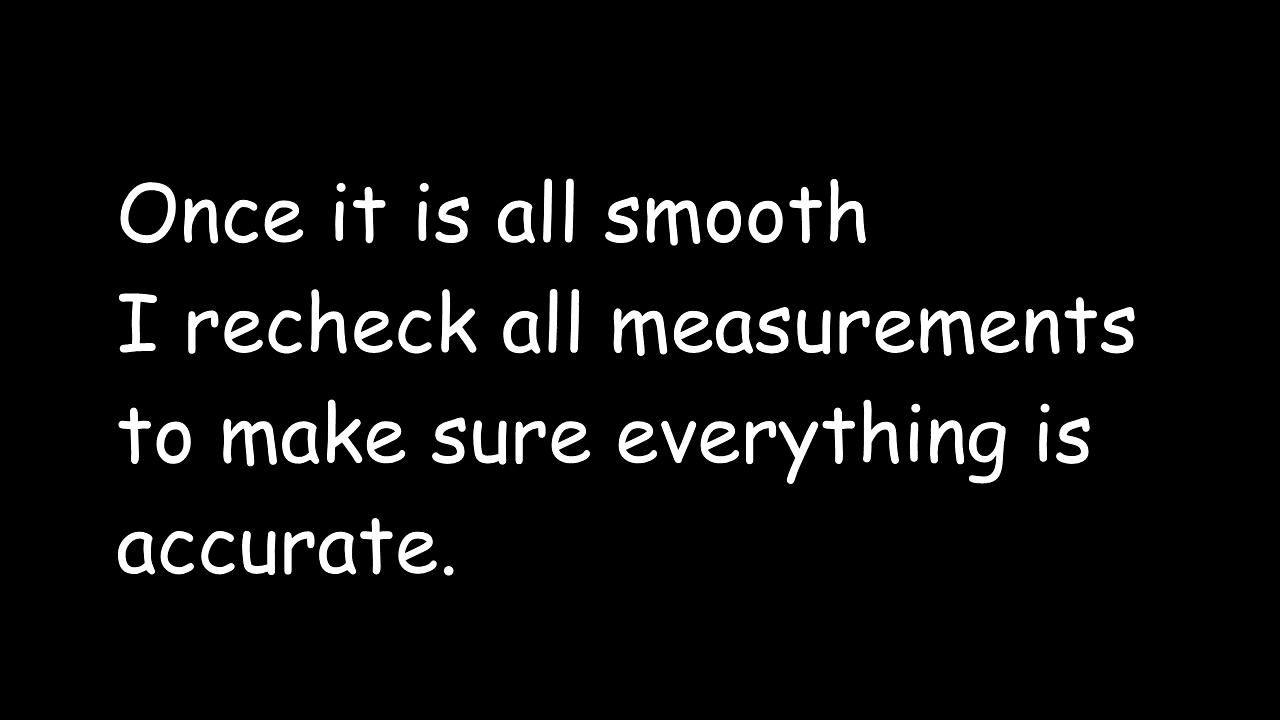 Once it is all smooth
I recheck all measurements
to make sure everything is
accurate.